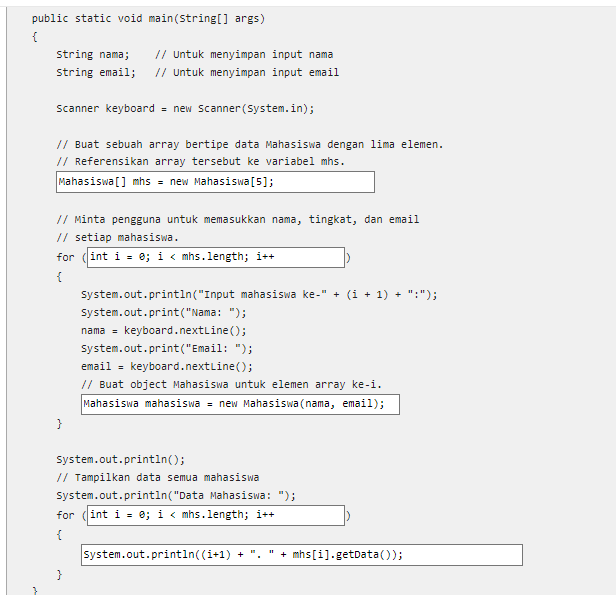 public static void main(String[] args)
{
String nama; // Untuk menyimpan input nama
String email; // Untuk menyimpan input email
Scanner keyboard = new Scanner(System.in);
// Buat sebuah array bertipe data Mahasiswa dengan lima elemen.
// Referensikan array tersebut ke variabel mhs.
Mahasiswa[] mhs = new Mahasiswa[5];
// Minta pengguna untuk memasukkan nama, tingkat, dan email
// setiap mahasiswa.
for (int i = 0; i < mhs.length; i++)
{
System.out.println("Input mahasiswa ke-" + (i + 1) + ":");
System.out.print("Nama: ");
nama = keyboard.nextLine();
System.out.print("Email: ");
email = keyboard.nextLine();
// Buat object Mahasiswa untuk elemen array ke-i.
Mahasiswa mahasiswa = new Mahasiswa(nama, email);
}
System.out.println();
// Tampilkan data semua mahasiswa
System.out.println("Data Mahasiswa: ");
for (int i = 0; i < mhs.length; i++)
{
System.out.println((i+1) + ". " + mhs[i].getData());
}
}